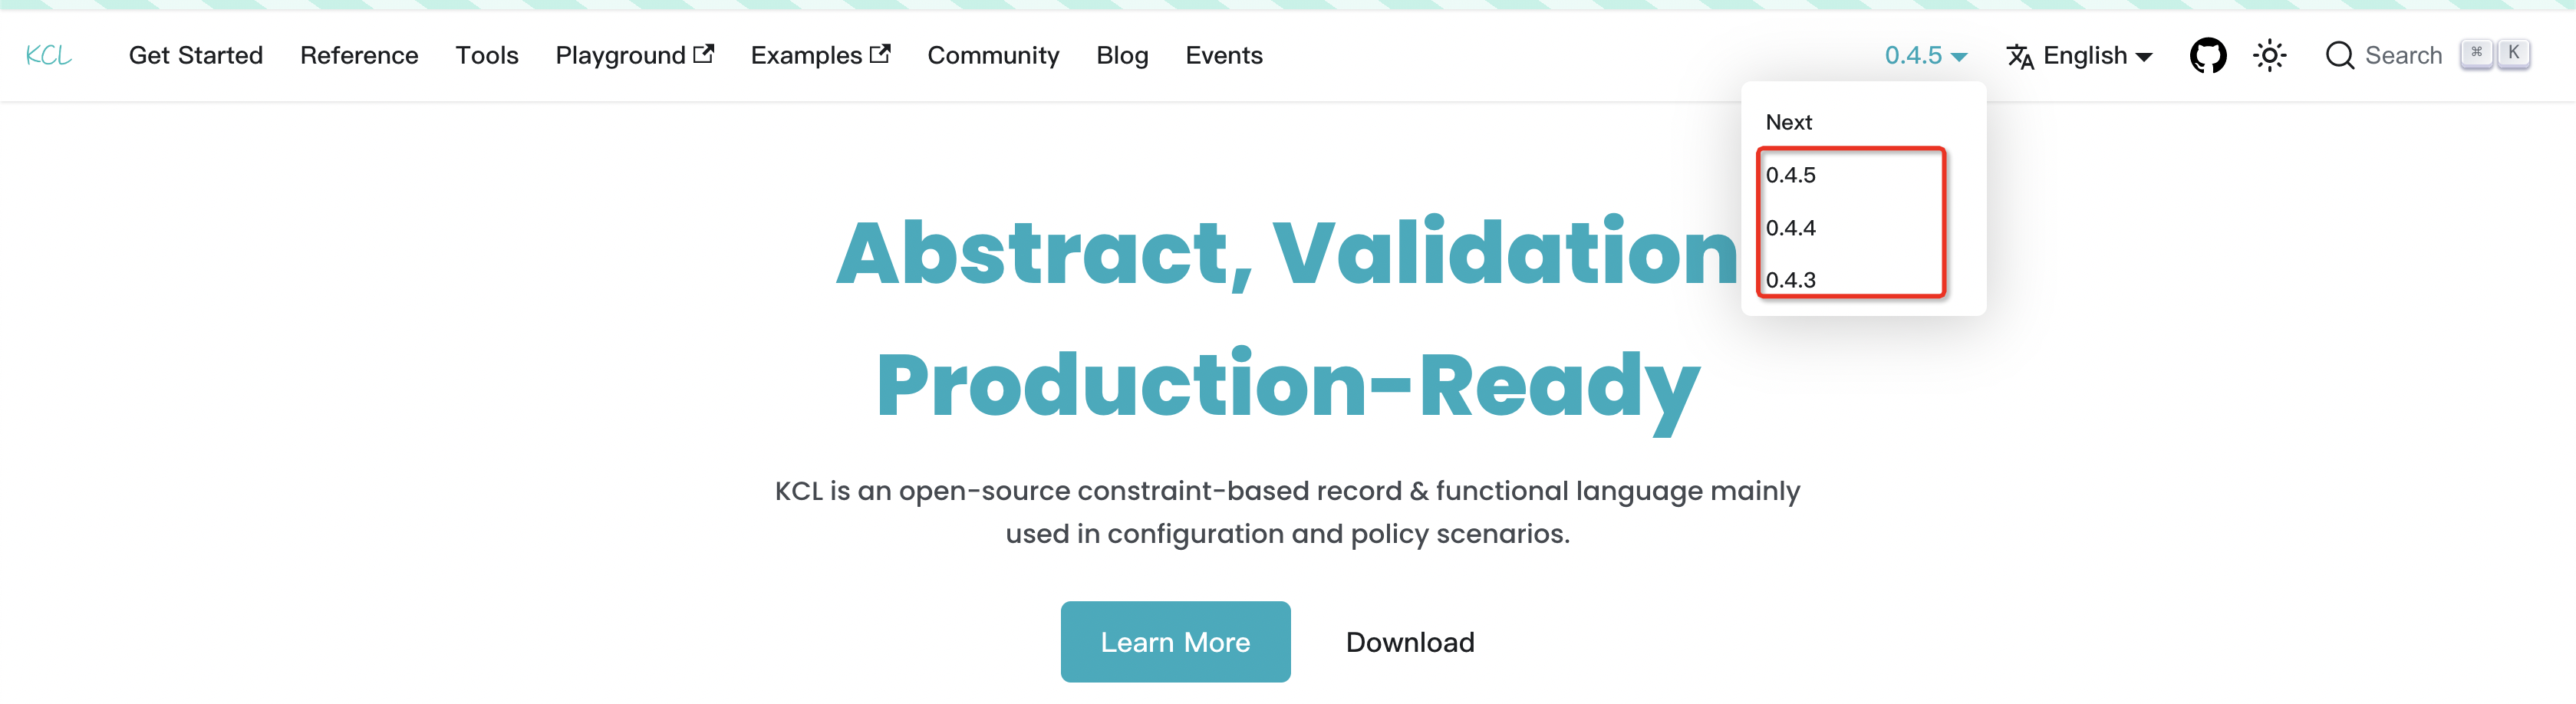 KCL Get Started Reference Tools Playground Examples Community Blog Events 0.4.5 English Search ⌘ K
Next
0.4.5
0.4.4
0.4.3
Abstract, Validation
Production-Ready
KCL is an open-source constraint-based record & functional language mainly
used in configuration and policy scenarios.
Learn More Download